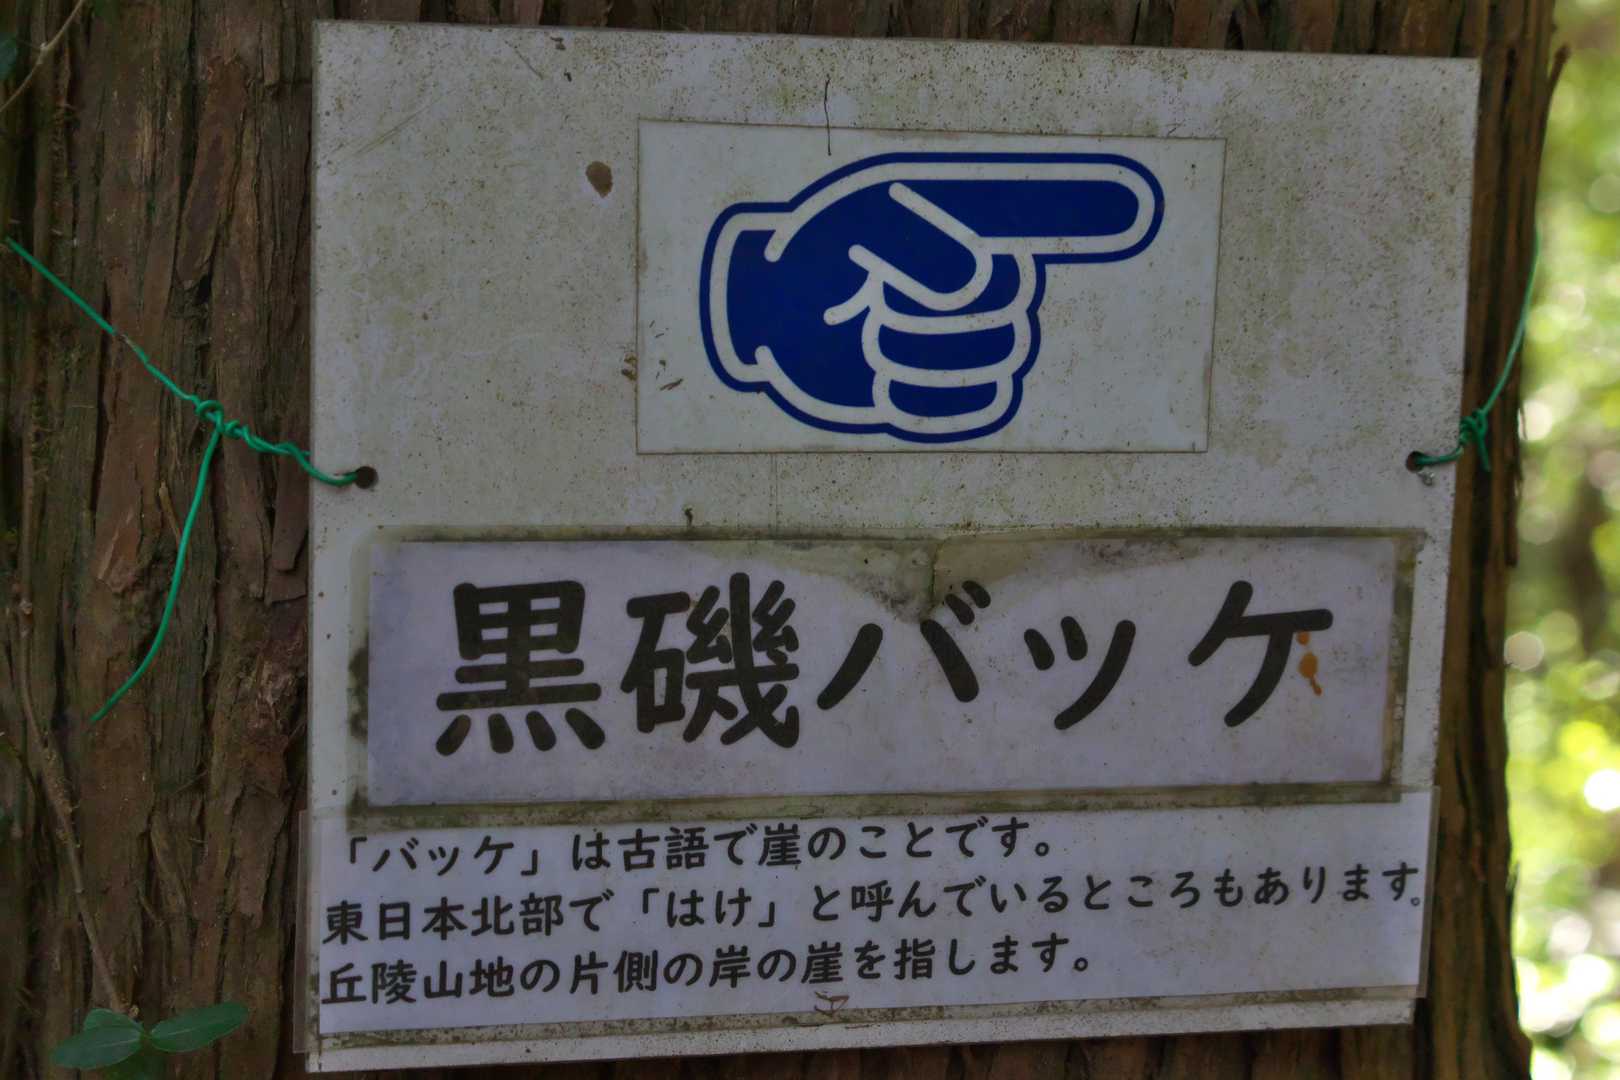 黒磯バッケ
「バッケ」は古語で崖のことです。
東日本北部で「はけ」と呼んでいるところもあります。
丘陵山地の片側の岸の崖を指します。